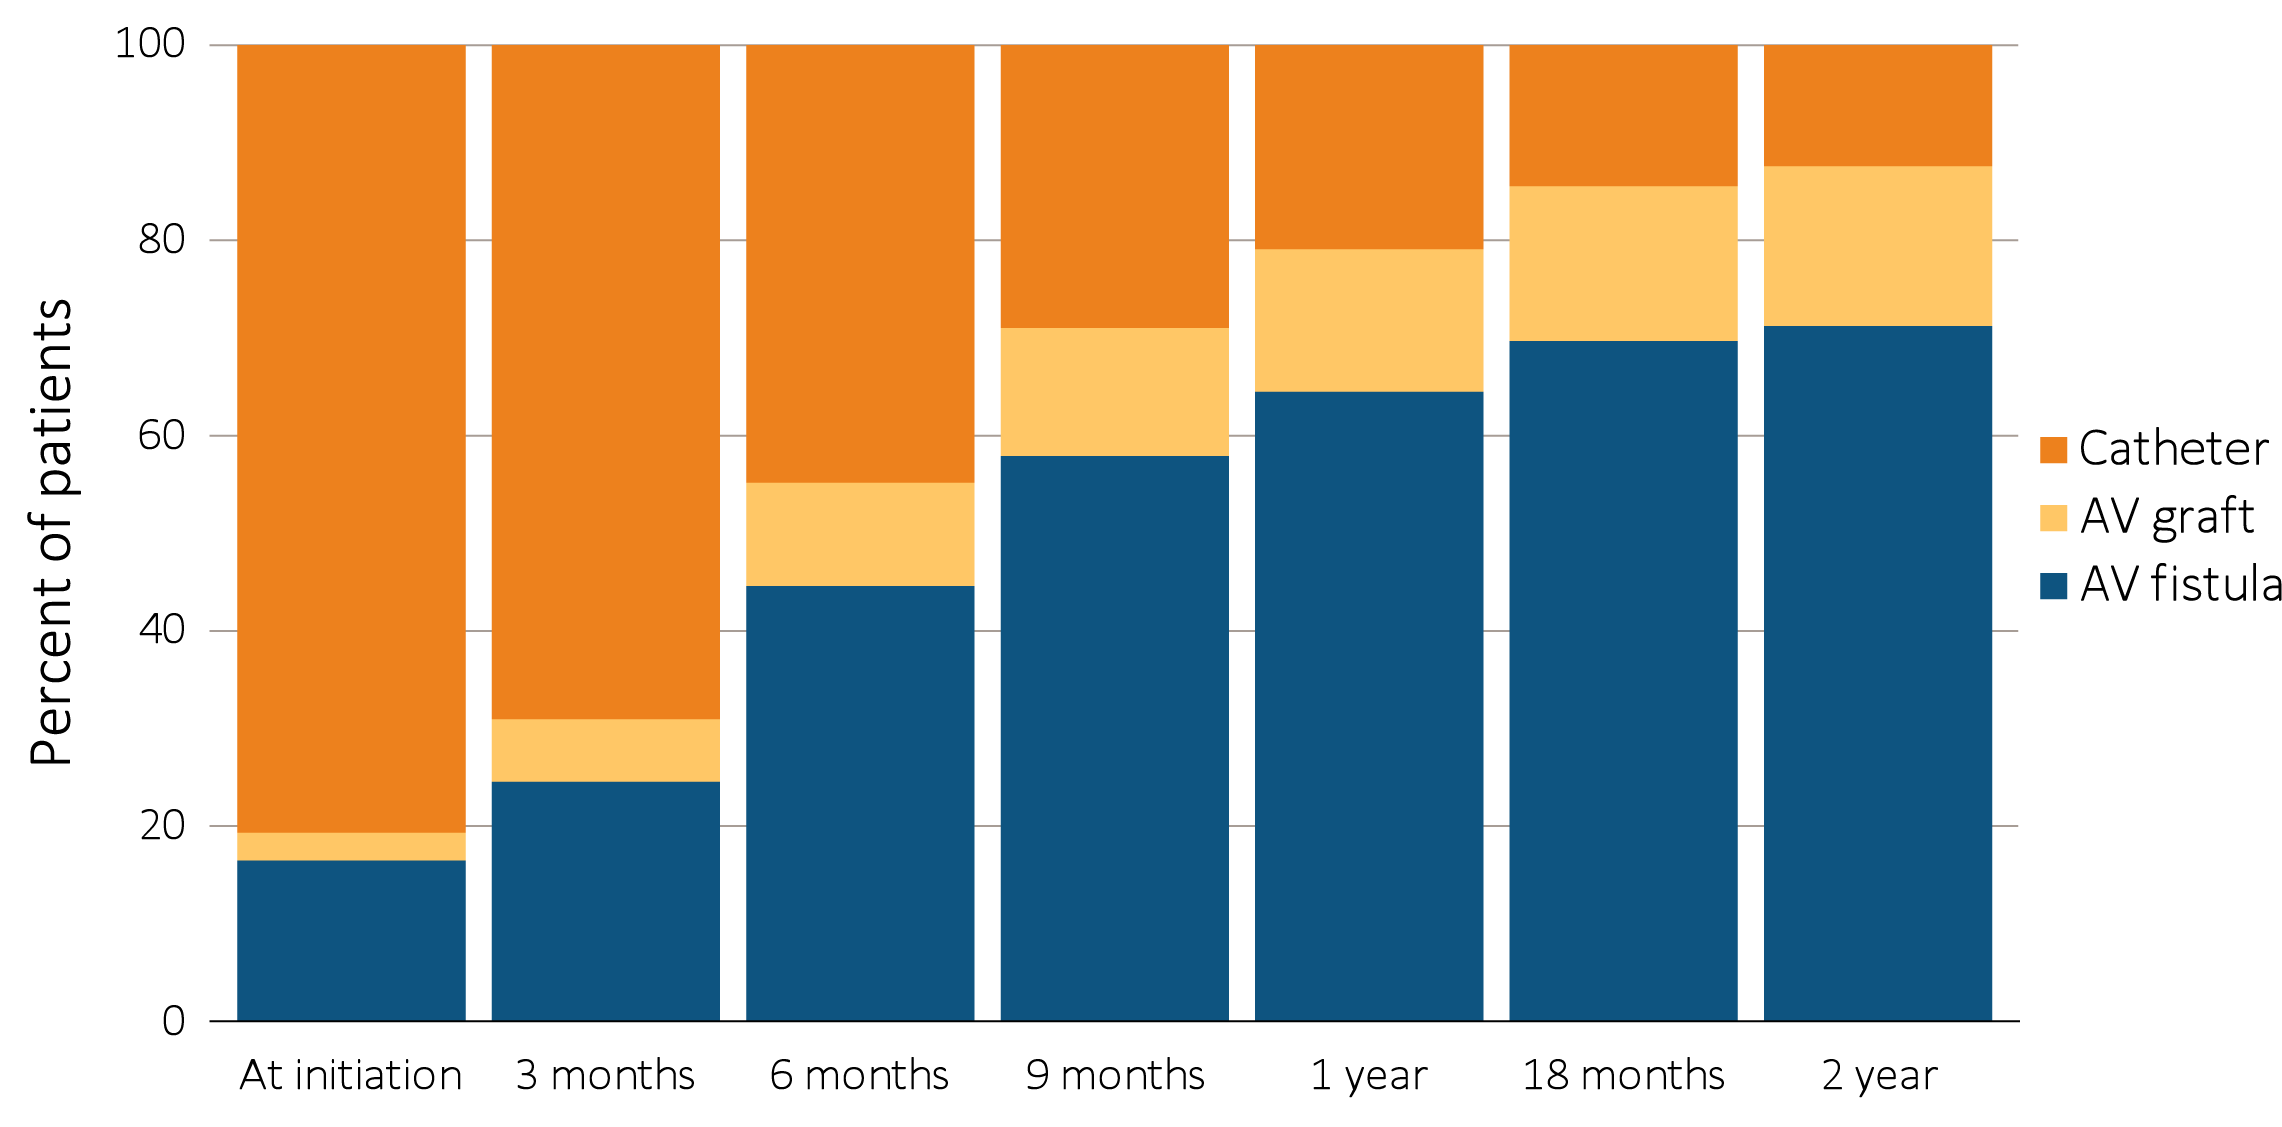 Percent of patients
100
80
60
40
20
0
At initiation
3 months
6 months
9 months
1 year
18 months
2 year
Catheter
AV graft
AV fistula